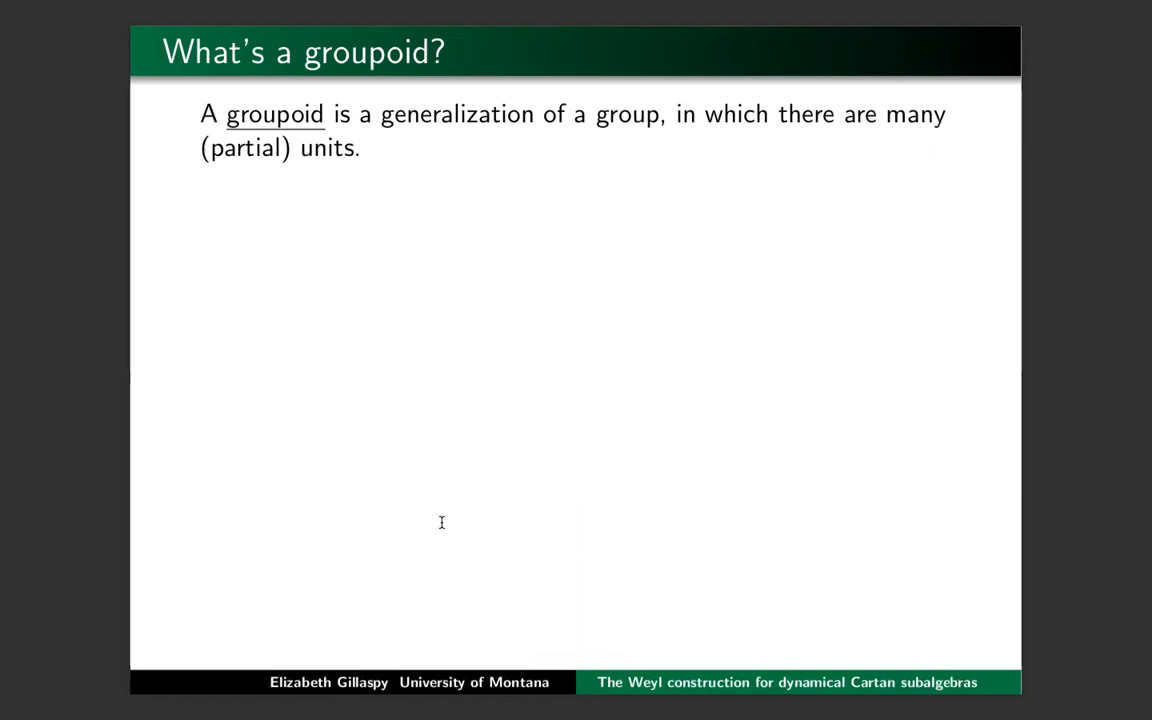 What's a groupoid?
A groupoid is a generalization of a group, in which there are many
(partial) units.
Elizabeth Gillaspy University of Montana
The Weyl construction for dynamical Cartan subalgebras